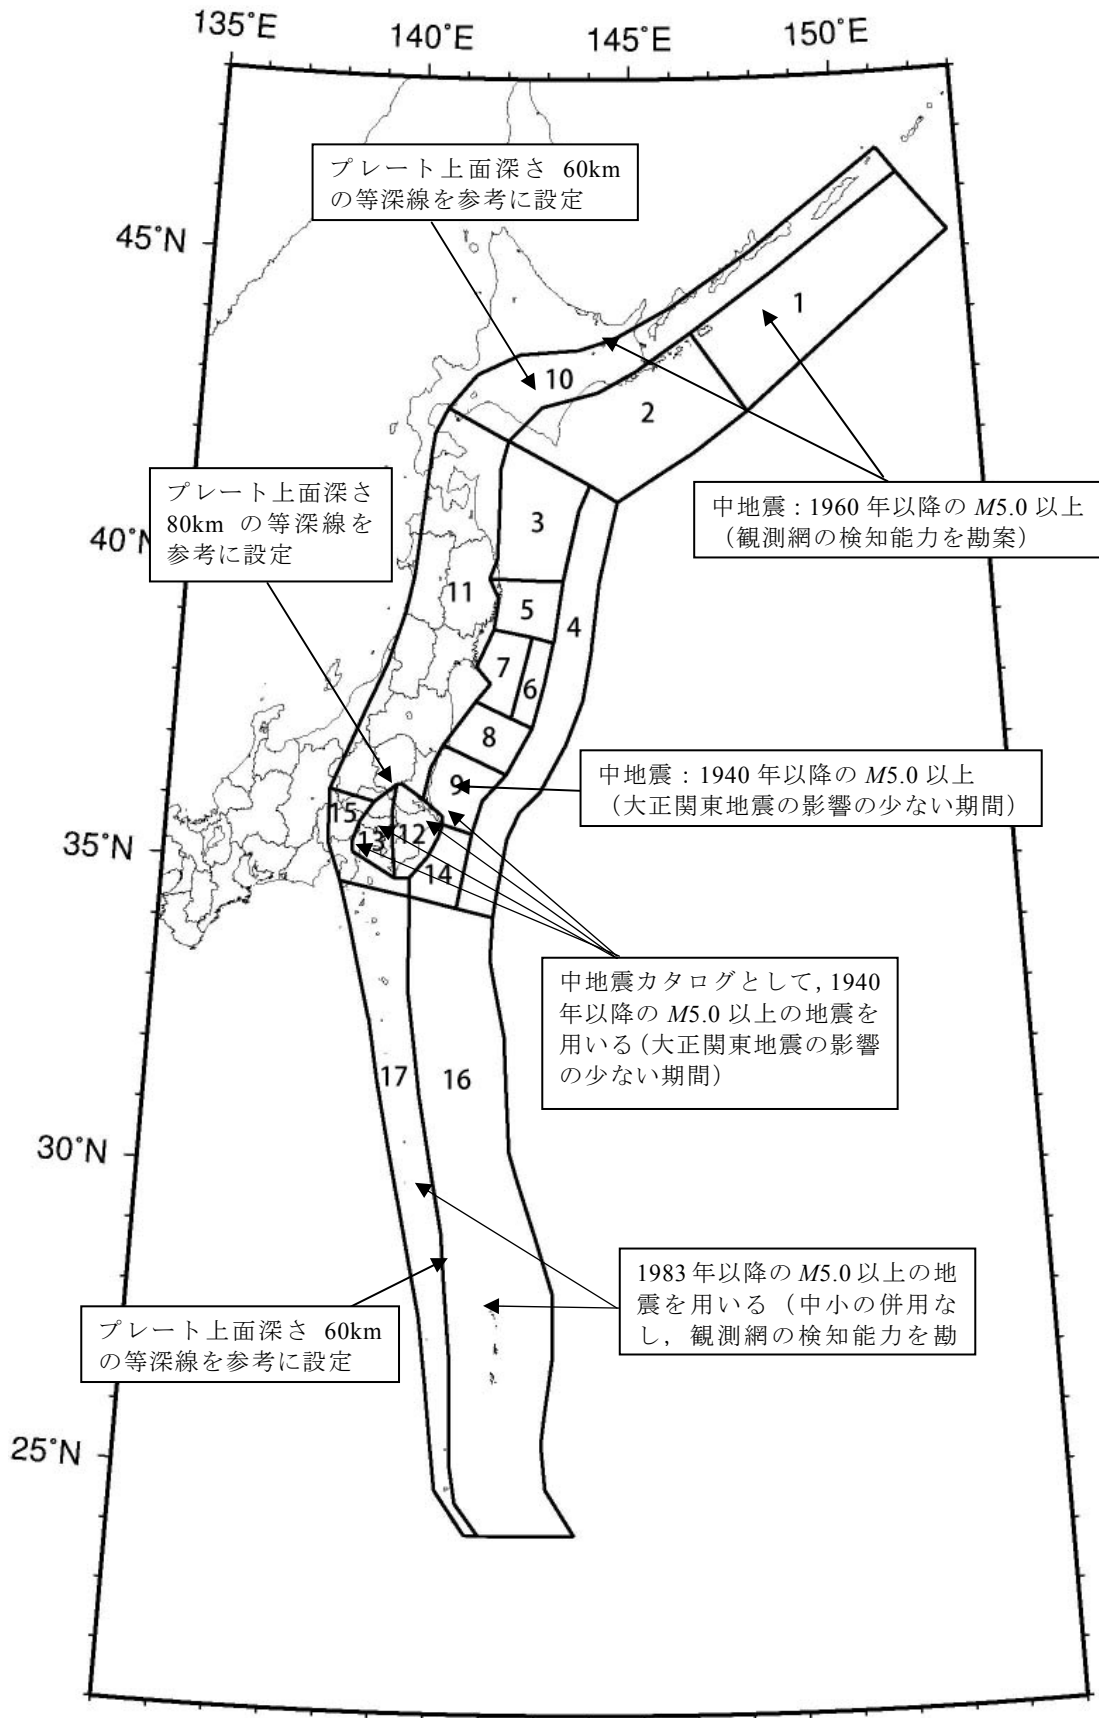 135°E 140°E 145°E 150°E
プレート上面深さ 60km
の等深線を参考に設定
45°N
1
10
2
プレート上面深さ
80km の等深線を
参考に設定
中地震：1960 年以降の M5.0 以上
（観測網の検知能力を勘案）
3
40°N
11
5
4
7
6
8
中地震：1940 年以降の M5.0 以上
（大正関東地震の影響の少ない期間）
9
15
13
12
35°N
14
中地震カタログとして，1940
年以降の M5.0 以上の地震を
用いる（大正関東地震の影響
の少ない期間）
17
16
30°N
1983 年以降の M5.0 以上の地
震を用いる（中小の併用な
し，観測網の検知能力を勘
プレート上面深さ 60km
の等深線を参考に設定
25°N